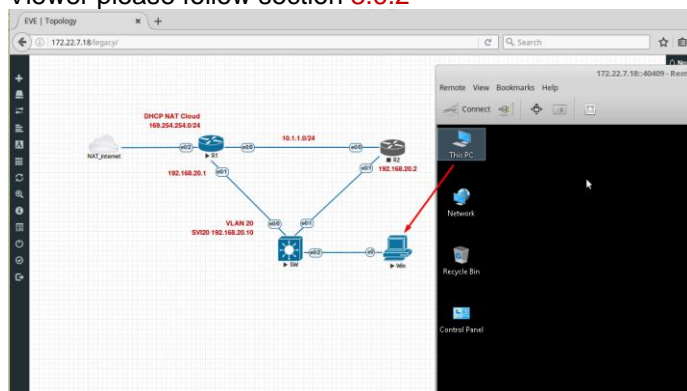 viewer please follow section
EVE | Topology
172.22.7.18/legacy/
Search
172.22.7.18::40409 - Rem
Remote View Bookmarks Help
Connect
DHCP NAT Cloud
169.254.254.0/24
NAT_Internet
e0/2
R1
e0/0
10.1.1.0/24
e0/0
R2
192.168.20.1
e0/1
e0/1
192.168.20.2
VLAN 20
SVI20 192.168.20.10
e0/0
e0/1
SW
e0/2
e0
Win
This PC
Network
Recycle Bin
Control Panel